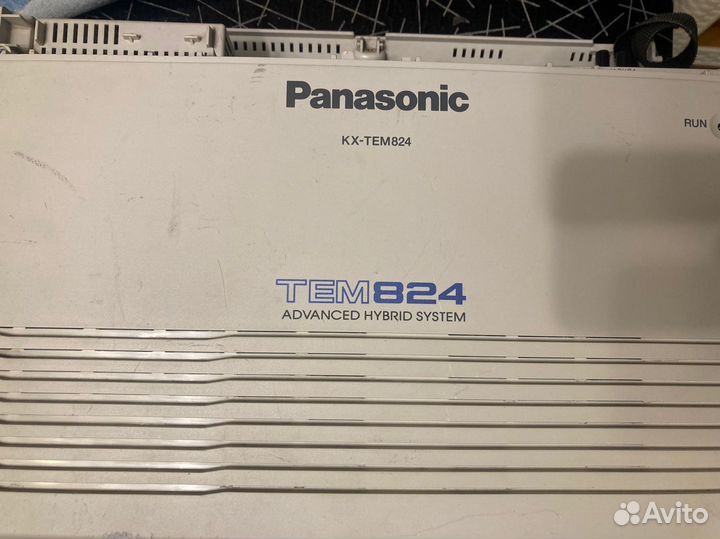 Panasonic
RUN
KX-TEM824
TEM824
ADVANCED HYBRID SYSTEM
Avito